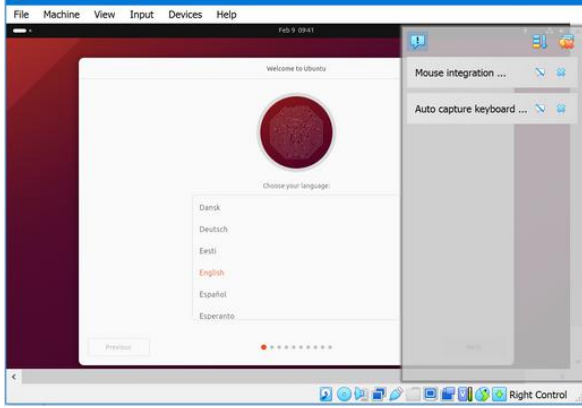 File Machine View Input Devices Help
Feb 9 09:41
Welcome to Ubuntu
Mouse integration ...
Auto capture keyboard ...
Choose your language:
Dansk
Deutsch
Eesti
English
Español
Esperanto
Previous
Next
Right Control